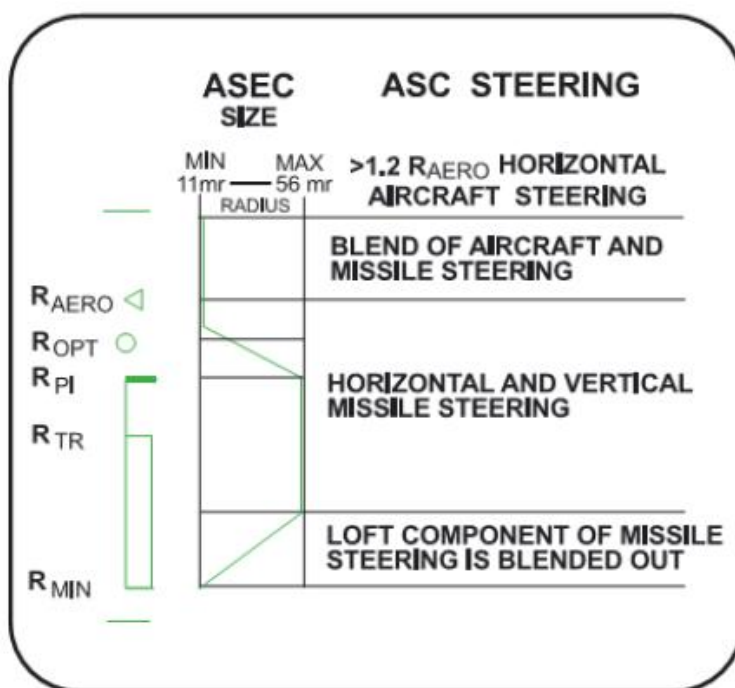 ASEC
SIZE
ASC STEERING
MIN MAX
11mr 56 mr
RADIUS
>1.2 RAERO HORIZONTAL
AIRCRAFT STEERING
BLEND OF AIRCRAFT AND
MISSILE STEERING
RAERO
ROPT
RPI
HORIZONTAL AND VERTICAL
MISSILE STEERING
RTR
LOFT COMPONENT OF MISSILE
STEERING IS BLENDED OUT
RMIN